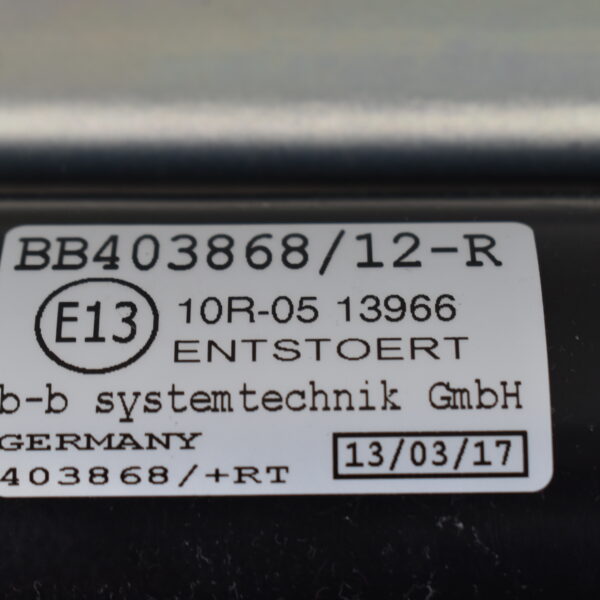 BB403868/12-R
E13
10R-05 13966
ENTSTOERT
b-b systemtechnik GmbH
GERMANY
13/03/17
403868/+RT